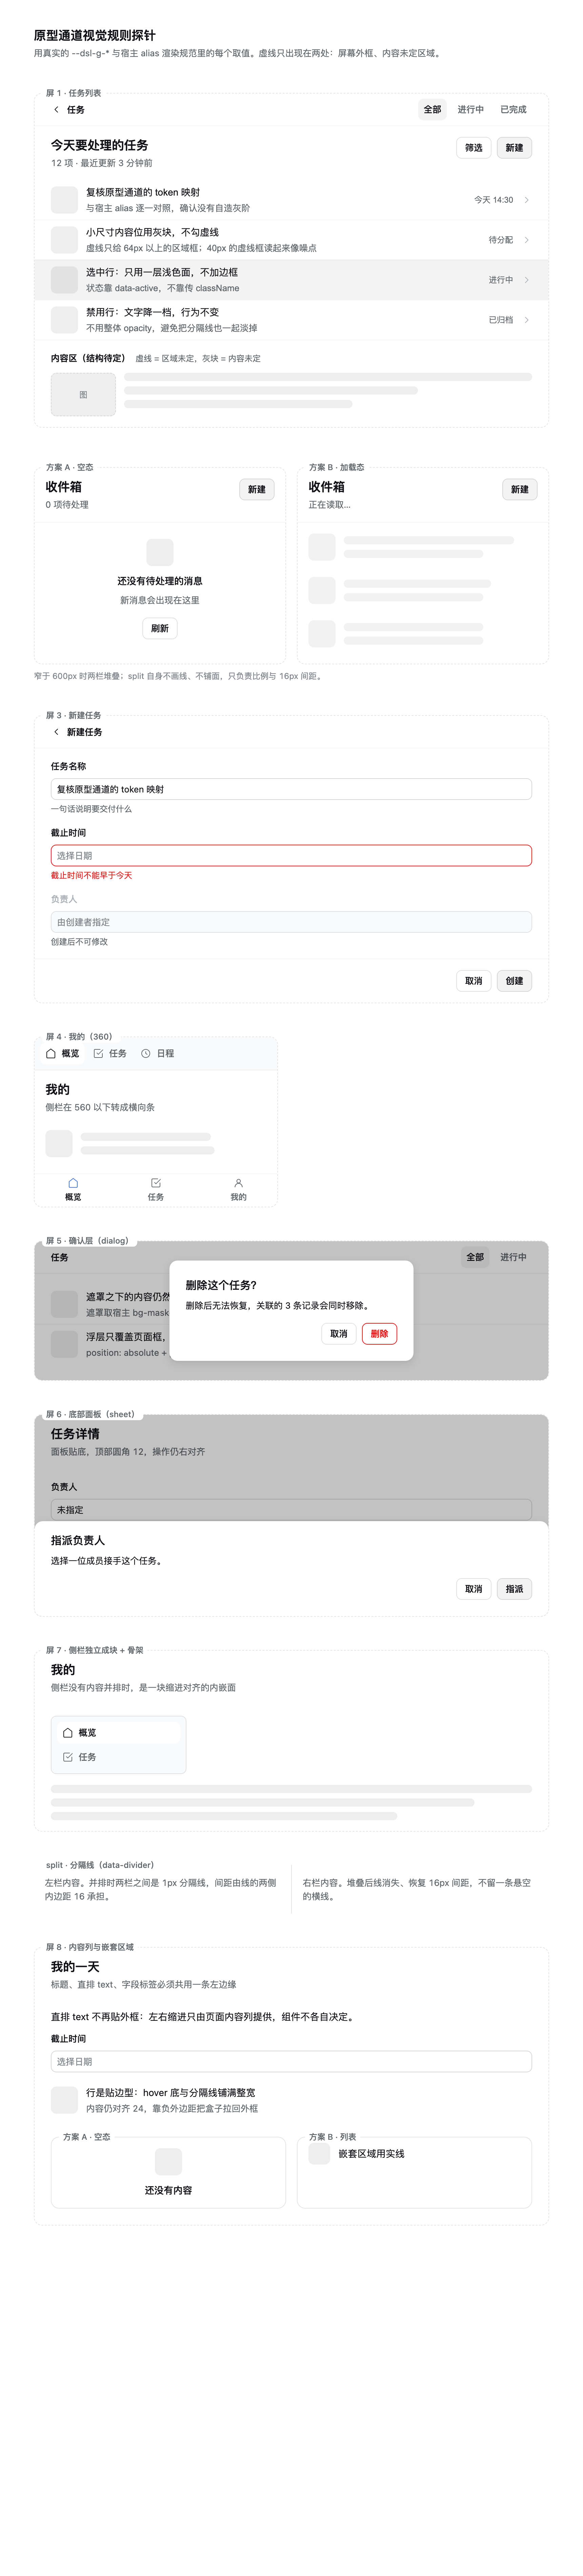 原型通道视觉规则探针
用真实的 --dsl-g-* 与宿主 alias 渲染规范里的每个取值。虚线只出现在两处：屏幕外框、内容未定区域。
屏 1 · 任务列表
任务
全部 进行中 已完成
今天要处理的任务
12 项 · 最近更新 3 分钟前
筛选 新建
复核原型通道的 token 映射
与宿主 alias 逐一对照，确认没有自造灰阶
今天 14:30
小尺寸内容位用灰块，不勾虚线
虚线只给 64px 以上的区域框；40px 的虚线框读起来像噪点
待分配
选中行：只用一层浅色面，不加边框
状态靠 data-active，不靠传 className
进行中
禁用行：文字降一档，行为不变
不用整体 opacity，避免把分隔线也一起淡掉
已归档
内容区（结构待定） 虚线 = 区域未定，灰块 = 内容未定
图
方案 A · 空态
收件箱
0 项待处理
新建
还没有待处理的消息
新消息会出现在这里
刷新
方案 B · 加载态
收件箱
正在读取…
新建
窄于 600px 时两栏堆叠；split 自身不画线、不铺面，只负责比例与 16px 间距。
屏 3 · 新建任务
新建任务
任务名称
复核原型通道的 token 映射
一句话说明要交付什么
截止时间
选择日期
截止时间不能早于今天
负责人
由创建者指定
创建后不可修改
取消 创建
屏 4 · 我的（360）
概览 任务 日程
我的
侧栏在 560 以下转成横向条
概览 任务 我的
屏 5 · 确认层（dialog）
任务
全部 进行中
遮罩之下的内容仍然
遮罩取宿主 bg-mask
浮层只覆盖页面框，
position: absolute +
删除这个任务？
删除后无法恢复，关联的 3 条记录会同时移除。
取消 删除
屏 6 · 底部面板（sheet）
任务详情
面板贴底，顶部圆角 12，操作仍右对齐
负责人
未指定
指派负责人
选择一位成员接手这个任务。
取消 指派
屏 7 · 侧栏独立成块 + 骨架
我的
侧栏没有内容并排时，是一块缩进对齐的内嵌面
概览
任务
split · 分隔线（data-divider）
左栏内容。并排时两栏之间是 1px 分隔线，间距由线的两侧
内边距 16 承担。
右栏内容。堆叠后线消失、恢复 16px 间距，不留一条悬空
的横线。
屏 8 · 内容列与嵌套区域
我的一天
标题、直排 text、字段标签必须共用一条左边缘
直排 text 不再贴外框：左右缩进只由页面内容列提供，组件不各自决定。
截止时间
选择日期
行是贴边型：hover 底与分隔线铺满整宽
内容仍对齐 24，靠负外边距把盒子拉回外框
方案 A · 空态
还没有内容
方案 B · 列表
嵌套区域用实线